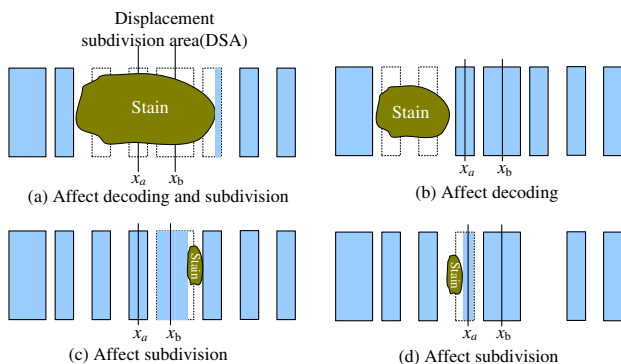 Displacement
subdivision area(DSA)
Stain
x_a x_b
(a) Affect decoding and subdivision
Stain
x_a x_b
(b) Affect decoding
Stain
x_a x_b
(c) Affect subdivision
Stain
x_a x_b
(d) Affect subdivision